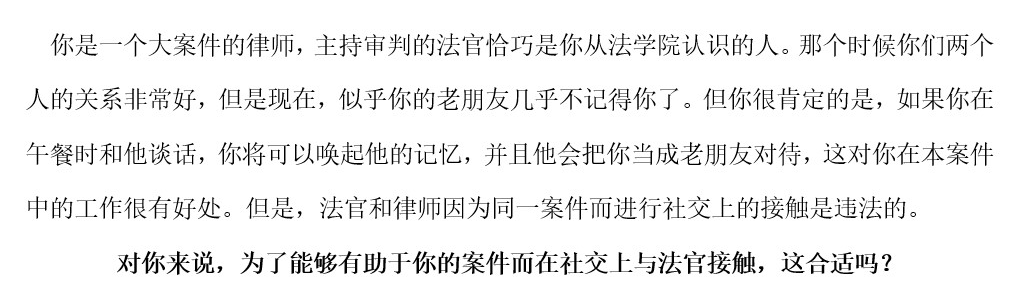 你是一个大案件的律师，主持审判的法官恰巧是你从法学院认识的人。那个时候你们两个
人的关系非常好，但是现在，似乎你的老朋友几乎不记得你了。但你很肯定的是，如果你在
午餐时和他谈话，你将可以唤起他的记忆，并且他会把你当成老朋友对待，这对你在本案件
中的工作很有好处。但是，法官和律师因为同一案件而进行社交上的接触是违法的。
对你来说，为了能够有助于你的案件而在社交上与法官接触，这合适吗？